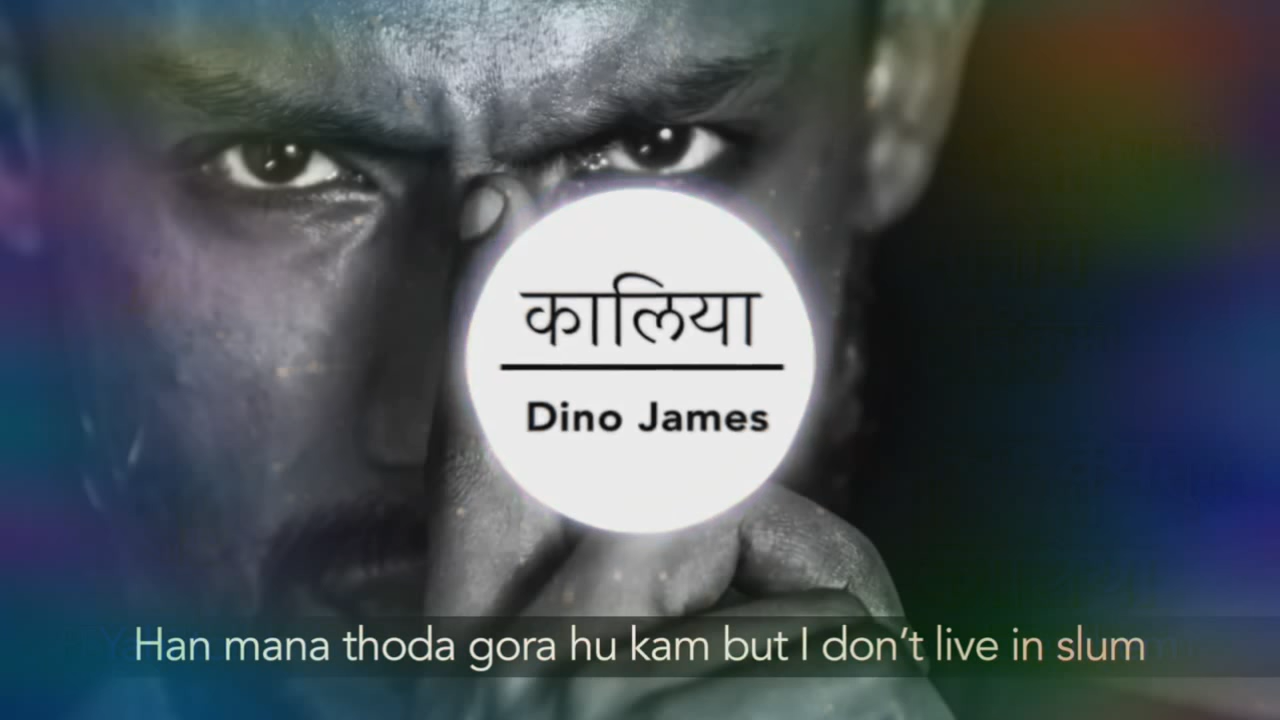 कालिया
Dino James
Han mana thoda gora hu kam but I don't live in slum